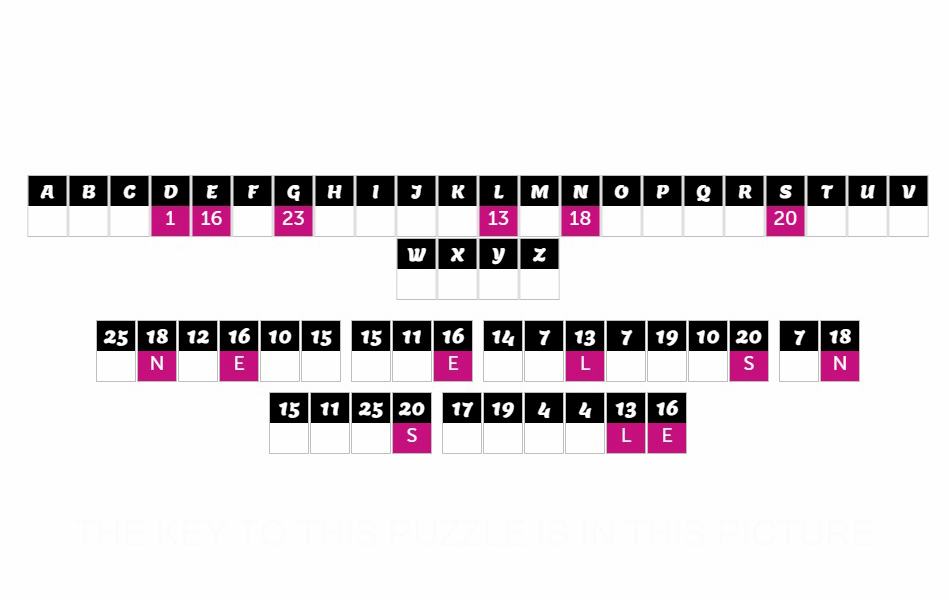 A B C D E F G H I J K L M N O P Q R S T U V
1 16 23 13 18 20
W X Y Z
25 18 12 16 10 15 15 11 16 14 7 13 7 19 10 20 7 18
N E E L S N
15 11 25 20 17 19 4 4 13 16
S L E
THE KEY TO THIS PUZZLE IS IN THIS PICTURE